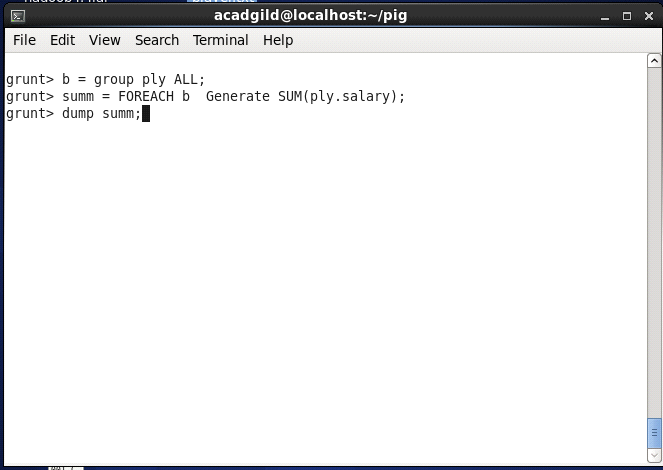 acadgild@localhost:~/pig
File Edit View Search Terminal Help
grunt> b = group ply ALL;
grunt> summ = FOREACH b  Generate SUM(ply.salary);
grunt> dump summ;